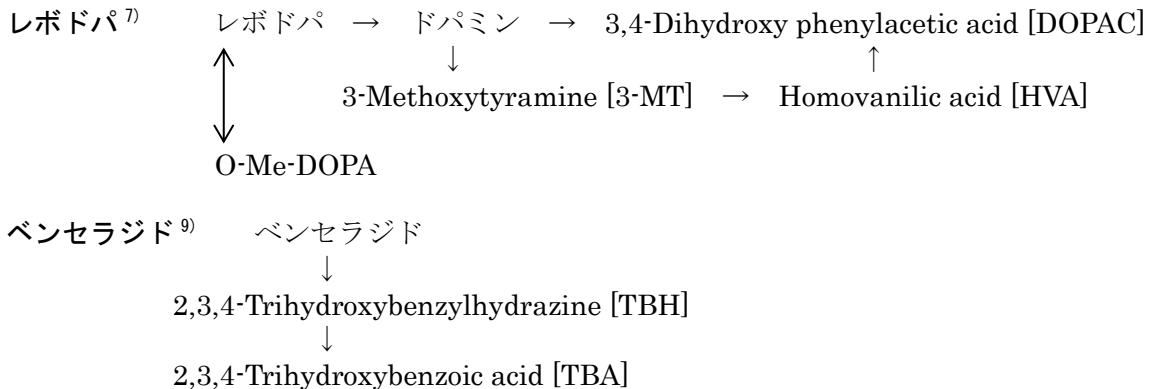 レボドパ 7) レボドパ → ドパミン → 3,4-Dihydroxy phenylacetic acid [DOPAC]
↓ ↑
3-Methoxytyramine [3-MT] → Homovanilic acid [HVA]
O-Me-DOPA
ベンセラジド 9) ベンセラジド
↓
2,3,4-Trihydroxybenzylhydrazine [TBH]
↓
2,3,4-Trihydroxybenzoic acid [TBA]